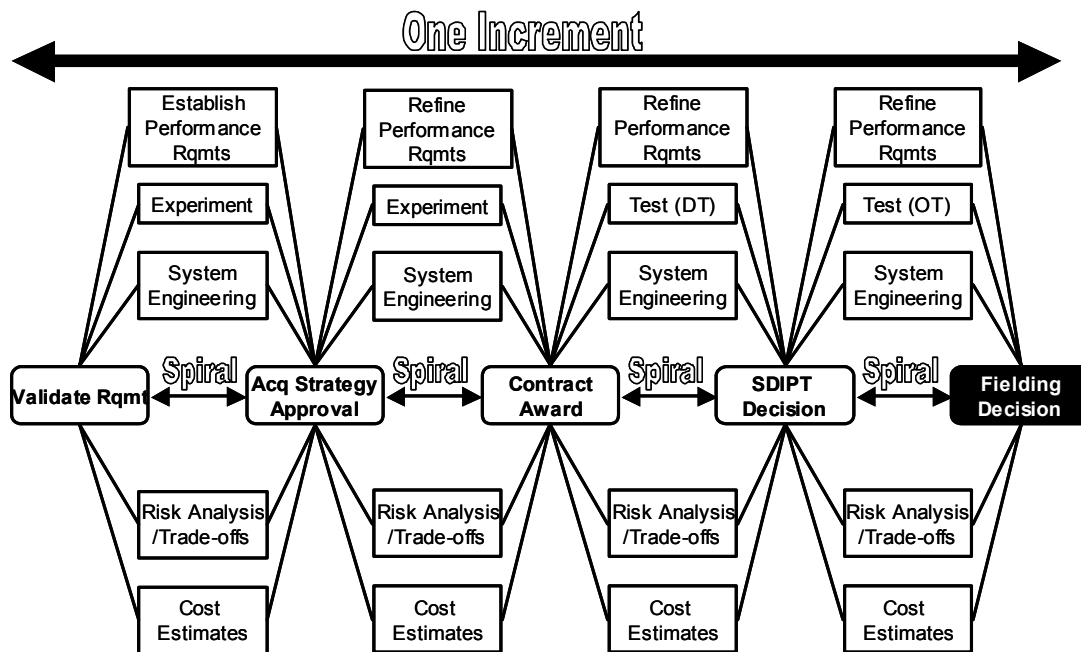 One Increment
Establish
Performance
Rqmts
Refine
Performance
Rqmts
Refine
Performance
Rqmts
Refine
Performance
Rqmts
Experiment
Experiment
Test (DT)
Test (OT)
System
Engineering
System
Engineering
System
Engineering
System
Engineering
Validate Rqmt
Spiral
Acq Strategy
Approval
Spiral
Contract
Award
Spiral
SDIPT
Decision
Spiral
Fielding
Decision
Risk Analysis
/Trade-offs
Risk Analysis
/Trade-offs
Risk Analysis
/Trade-offs
Risk Analysis
/Trade-offs
Cost
Estimates
Cost
Estimates
Cost
Estimates
Cost
Estimates